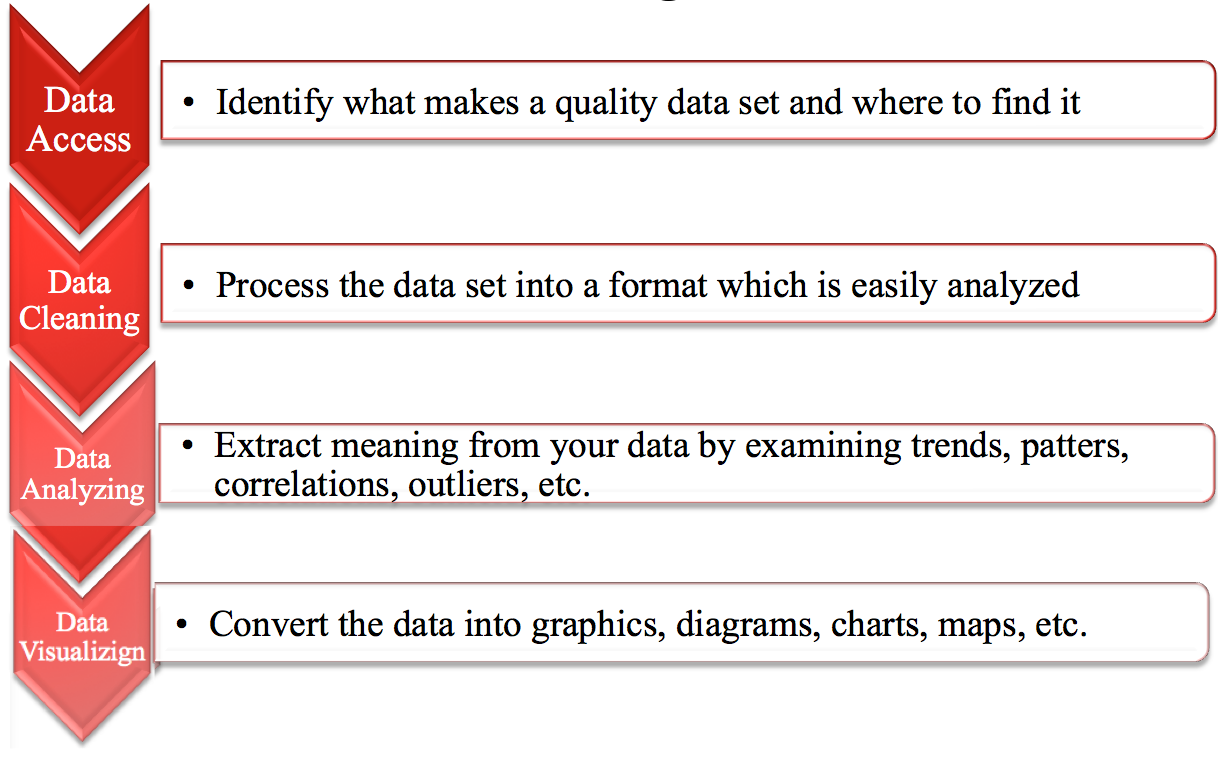 Data
Access
• Identify what makes a quality data set and where to find it
Data
Cleaning
• Process the data set into a format which is easily analyzed
Data
Analyzing
• Extract meaning from your data by examining trends, patters,
correlations, outliers, etc.
Data
Visualizign
• Convert the data into graphics, diagrams, charts, maps, etc.